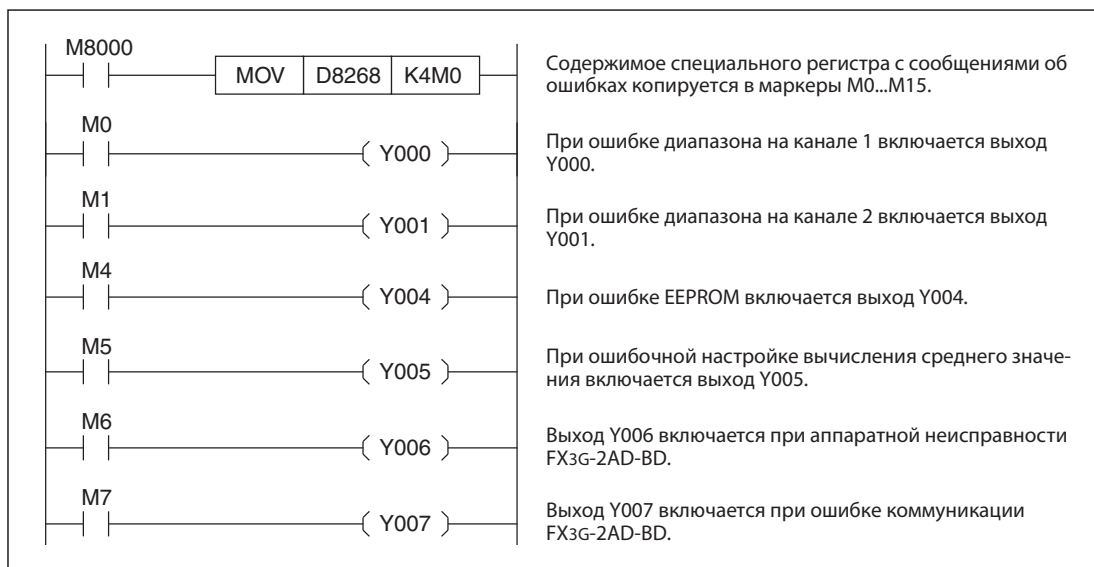 M8000
MOV D8268 K4M0
Содержимое специального регистра с сообщениями об
ошибках копируется в маркеры M0...M15.
M0
Y000
При ошибке диапазона на канале 1 включается выход
Y000.
M1
Y001
При ошибке диапазона на канале 2 включается выход
Y001.
M4
Y004
При ошибке EEPROM включается выход Y004.
M5
Y005
При ошибочной настройке вычисления среднего значе-
ния включается выход Y005.
M6
Y006
Выход Y006 включается при аппаратной неисправности
FX3G-2AD-BD.
M7
Y007
Выход Y007 включается при ошибке коммуникации
FX3G-2AD-BD.